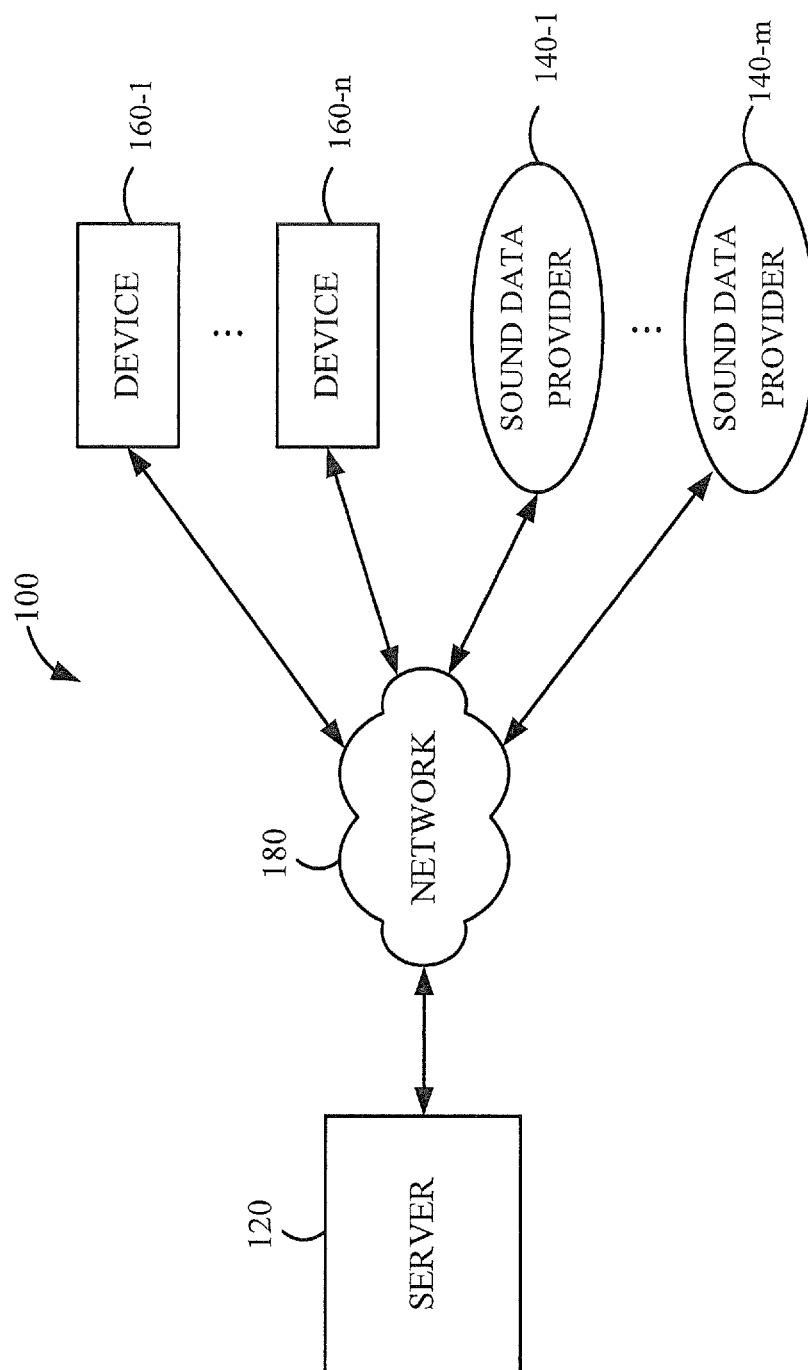 100
120
SERVER
180
NETWORK
DEVICE
160-1
...
DEVICE
160-n
SOUND DATA
PROVIDER
140-1
...
SOUND DATA
PROVIDER
140-m